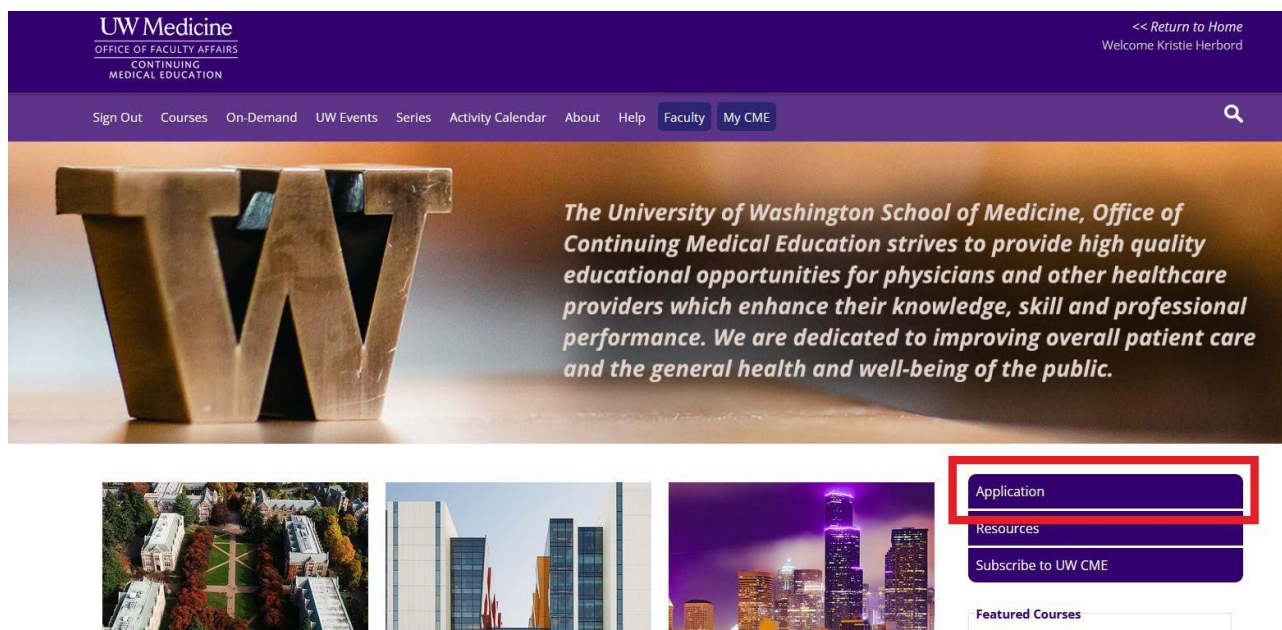 UW Medicine
OFFICE OF FACULTY AFFAIRS
CONTINUING
MEDICAL EDUCATION
<< Return to Home
Welcome Kristie Herbord
Sign Out Courses On-Demand UW Events Series Activity Calendar About Help Faculty My CME
The University of Washington School of Medicine, Office of
Continuing Medical Education strives to provide high quality
educational opportunities for physicians and other healthcare
providers which enhance their knowledge, skill and professional
performance. We are dedicated to improving overall patient care
and the general health and well-being of the public.
Application
Resources
Subscribe to UW CME
Featured Courses